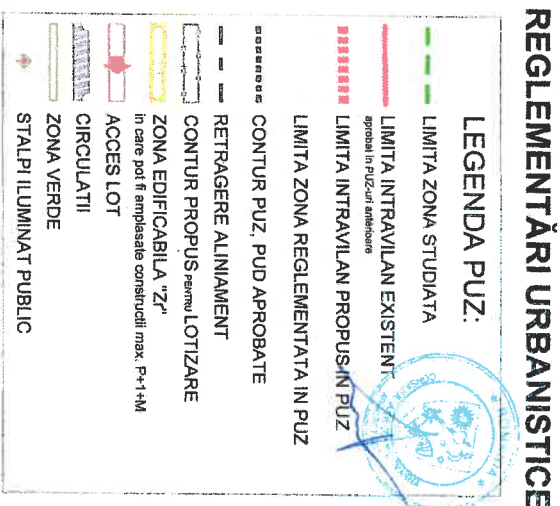 REGLEMENTĂRI URBANISTICE
LEGENDA PUZ:
LIMITA ZONA STUDIATA
LIMITA INTRAVILAN EXISTENT
aprobat in PUZ-uri anterioare
LIMITA INTRAVILAN PROPUS IN PUZ
LIMITA ZONA REGLEMENTATA IN PUZ
CONTUR PUZ, PUD APROBATE
RETRAGERE ALINIAMENT
CONTUR PROPUS PENTRU LOTIZARE
ZONA EDIFICABILA "Zr"
in care pot fi amplasate constructii max. P+1+M
ACCES LOT
CIRCULATII
ZONA VERDE
STALPI ILUMINAT PUBLIC